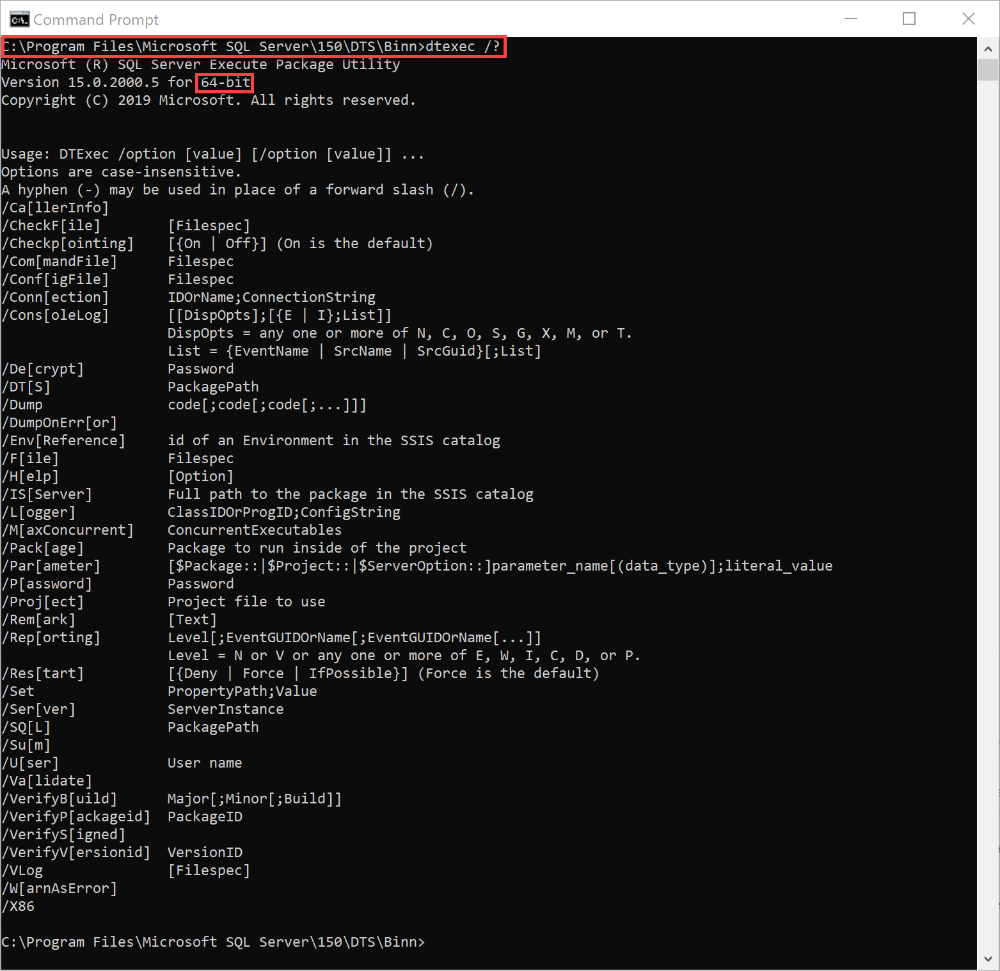 Command Prompt
C:\Program Files\Microsoft SQL Server\150\DTS\Binn>dtexec /?
Microsoft (R) SQL Server Execute Package Utility
Version 15.0.2000.5 for 64-bit
Copyright (C) 2019 Microsoft. All rights reserved.
Usage: DTExec /option [value] [/option [value]] ...
Options are case-insensitive.
A hyphen (-) may be used in place of a forward slash (/).
/Ca[llerInfo]
/CheckF[ile]        [Filespec]
/Checkp[ointing]    [{On | Off}] (On is the default)
/Com[mandFile]      Filespec
/Conf[igFile]       Filespec
/Conn[ection]       IDOrName;ConnectionString
/Cons[oleLog]       [[DispOpts];[{E | I};List]]
                    DispOpts = any one or more of N, C, O, S, G, X, M, or T.
                    List = {EventName | SrcName | SrcGuid}[;List]
/De[crypt]          Password
/DT[S]              PackagePath
/Dump               code[;code[;code[;...]]]
/DumpOnErr[or]
/Env[Reference]     id of an Environment in the SSIS catalog
/F[ile]             Filespec
/H[elp]             [Option]
/IS[Server]         Full path to the package in the SSIS catalog
/L[ogger]           ClassIDOrProgID;ConfigString
/M[axConcurrent]    ConcurrentExecutables
/Pack[age]          Package to run inside of the project
/Par[ameter]        [$Package::|$Project::|$ServerOption::]parameter_name[(data_type)];literal_value
/P[assword]         Password
/Proj[ect]          Project file to use
/Rem[ark]           [Text]
/Rep[orting]        Level[;EventGUIDOrName[;EventGUIDOrName[...]]
                    Level = N or V or any one or more of E, W, I, C, D, or P.
/Res[tart]          [{Deny | Force | IfPossible}] (Force is the default)
/Set                PropertyPath;Value
/Ser[ver]           ServerInstance
/SQ[L]              PackagePath
/Su[m]
/U[ser]             User name
/Va[lidate]
/VerifyB[uild]      Major[;Minor[;Build]]
/VerifyP[ackageid]  PackageID
/VerifyS[igned]
/VerifyV[ersionid]  VersionID
/VLog               [Filespec]
/W[arnAsError]
/X86
C:\Program Files\Microsoft SQL Server\150\DTS\Binn>